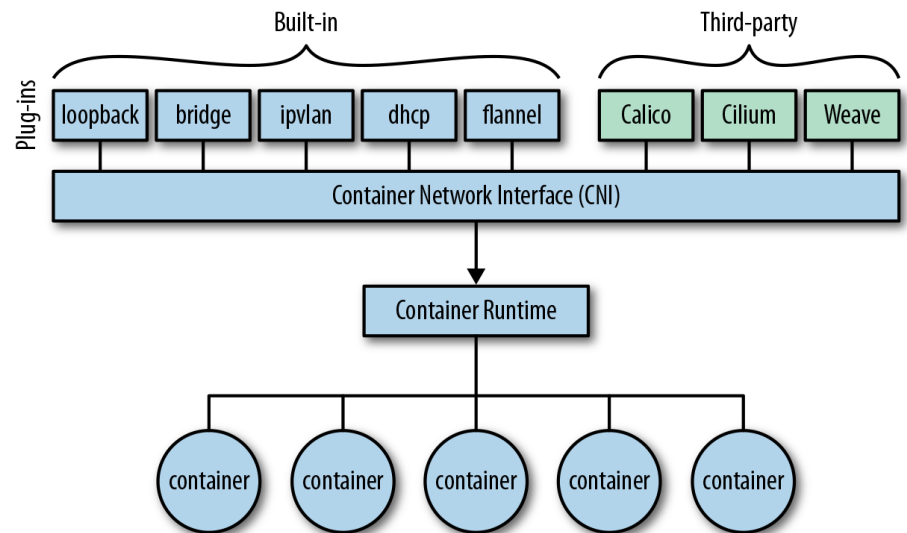 Built-in
Third-party
Plug-ins
loopback
bridge
ipvlan
dhcp
flannel
Calico
Cilium
Weave
Container Network Interface (CNI)
Container Runtime
container
container
container
container
container